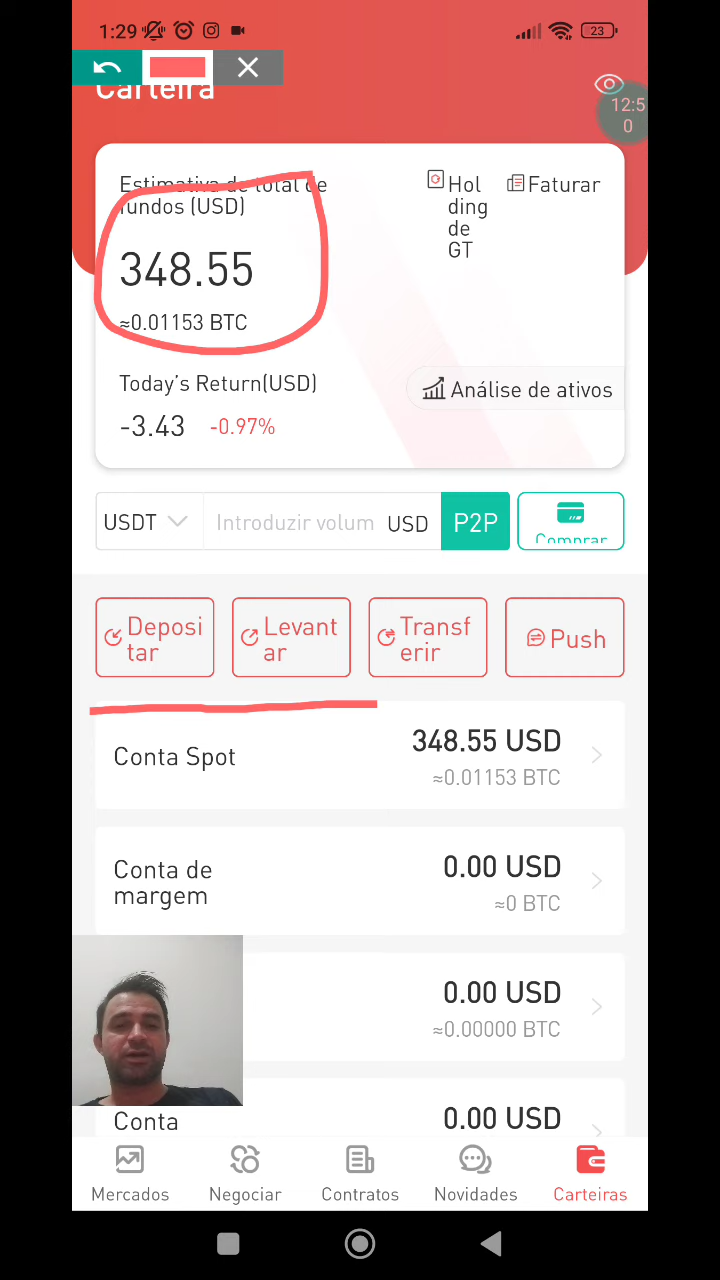 1:29
23
Carteira
12:5
0
Estimativa de total de
fundos (USD)
Hol
ding
de
GT
Faturar
348.55
≈0.01153 BTC
Today's Return(USD)
-3.43 -0.97%
Análise de ativos
USDT
Introduzir volum
USD
P2P
Comprar
Deposi
tar
Levant
ar
Transf
erir
Push
Conta Spot
348.55 USD
≈0.01153 BTC
Conta de
margem
0.00 USD
≈0 BTC
0.00 USD
≈0.00000 BTC
Conta
0.00 USD
Mercados
Negociar
Contratos
Novidades
Carteiras